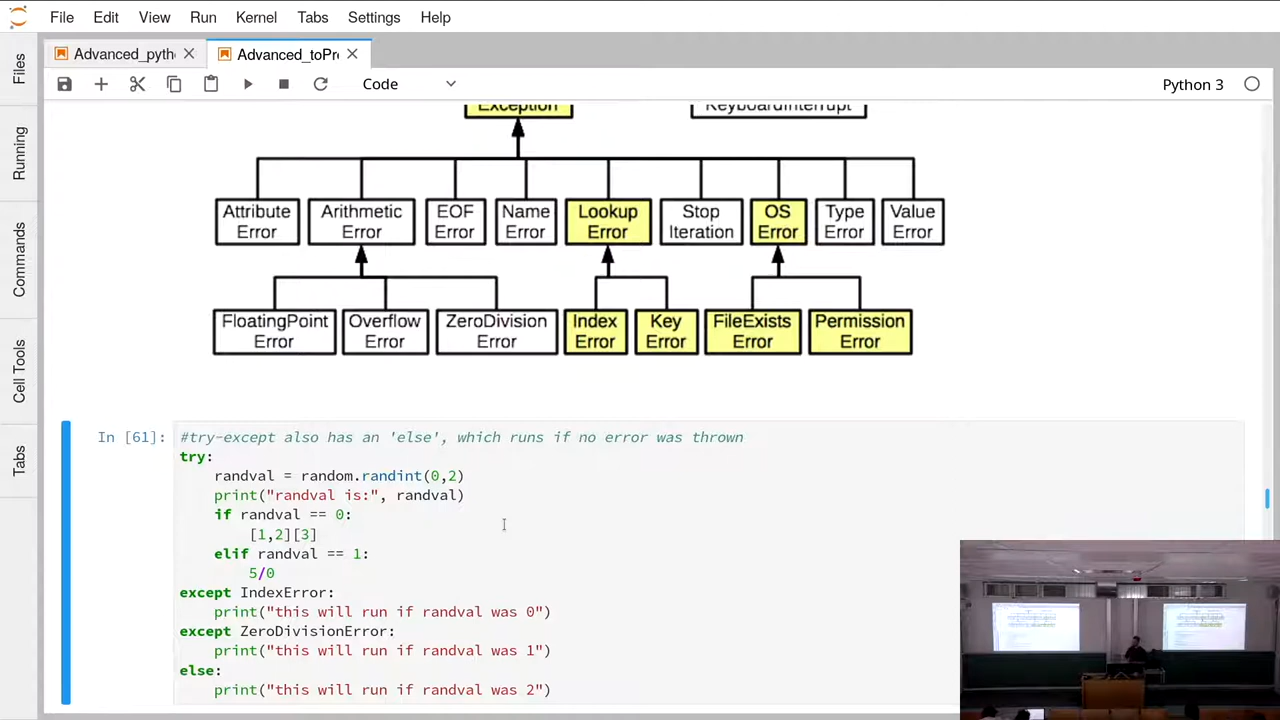 File Edit View Run Kernel Tabs Settings Help
Advanced_pyth
Advanced_toPr
Code
Python 3
Files
Running
Commands
Cell Tools
Tabs
Exception
KeyboardInterrupt
Attribute Error
Arithmetic Error
EOF Error
Name Error
Lookup Error
Stop Iteration
OS Error
Type Error
Value Error
FloatingPoint Error
Overflow Error
ZeroDivision Error
Index Error
Key Error
FileExists Error
Permission Error
In [61]:
#try-except also has an 'else', which runs if no error was thrown
try:
    randval = random.randint(0,2)
    print("randval is:", randval)
    if randval == 0:
        [1,2][3]
    elif randval == 1:
        5/0
except IndexError:
    print("this will run if randval was 0")
except ZeroDivisionError:
    print("this will run if randval was 1")
else:
    print("this will run if randval was 2")